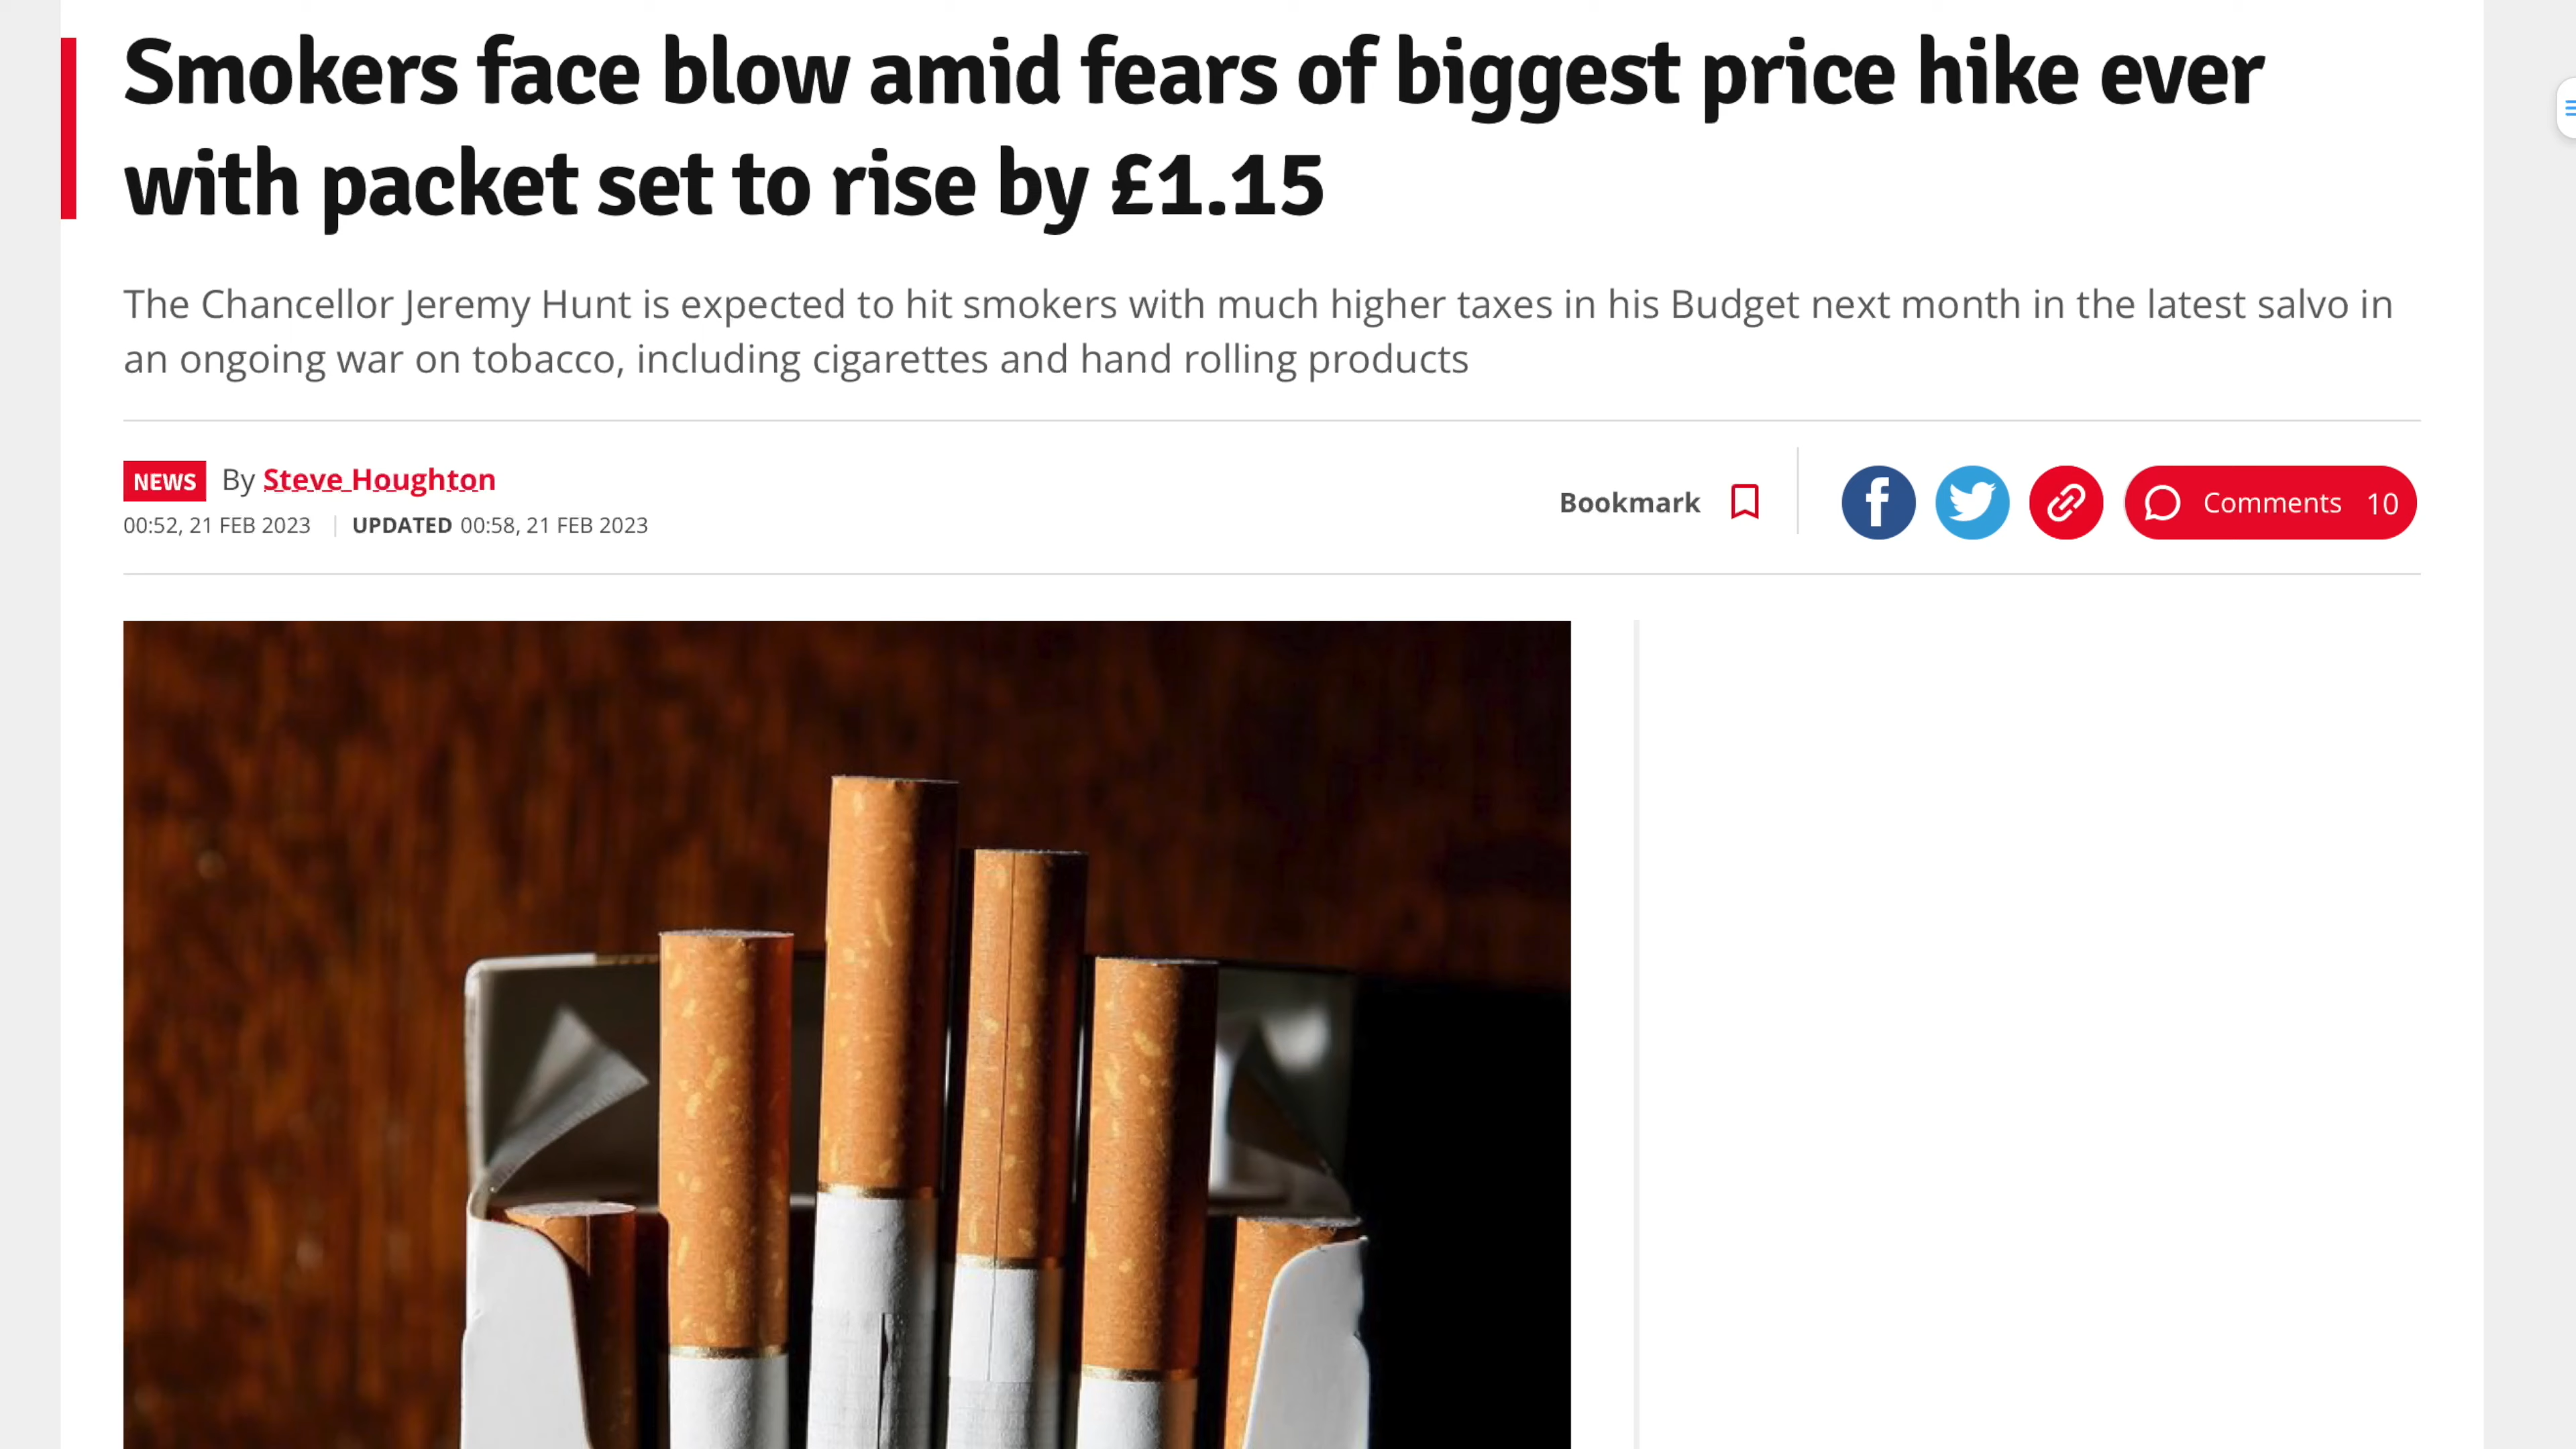 Smokers face blow amid fears of biggest price hike ever
with packet set to rise by £1.15
The Chancellor Jeremy Hunt is expected to hit smokers with much higher taxes in his Budget next month in the latest salvo in
an ongoing war on tobacco, including cigarettes and hand rolling products
NEWS By Steve Houghton
00:52, 21 FEB 2023 UPDATED 00:58, 21 FEB 2023
Bookmark
Comments 10